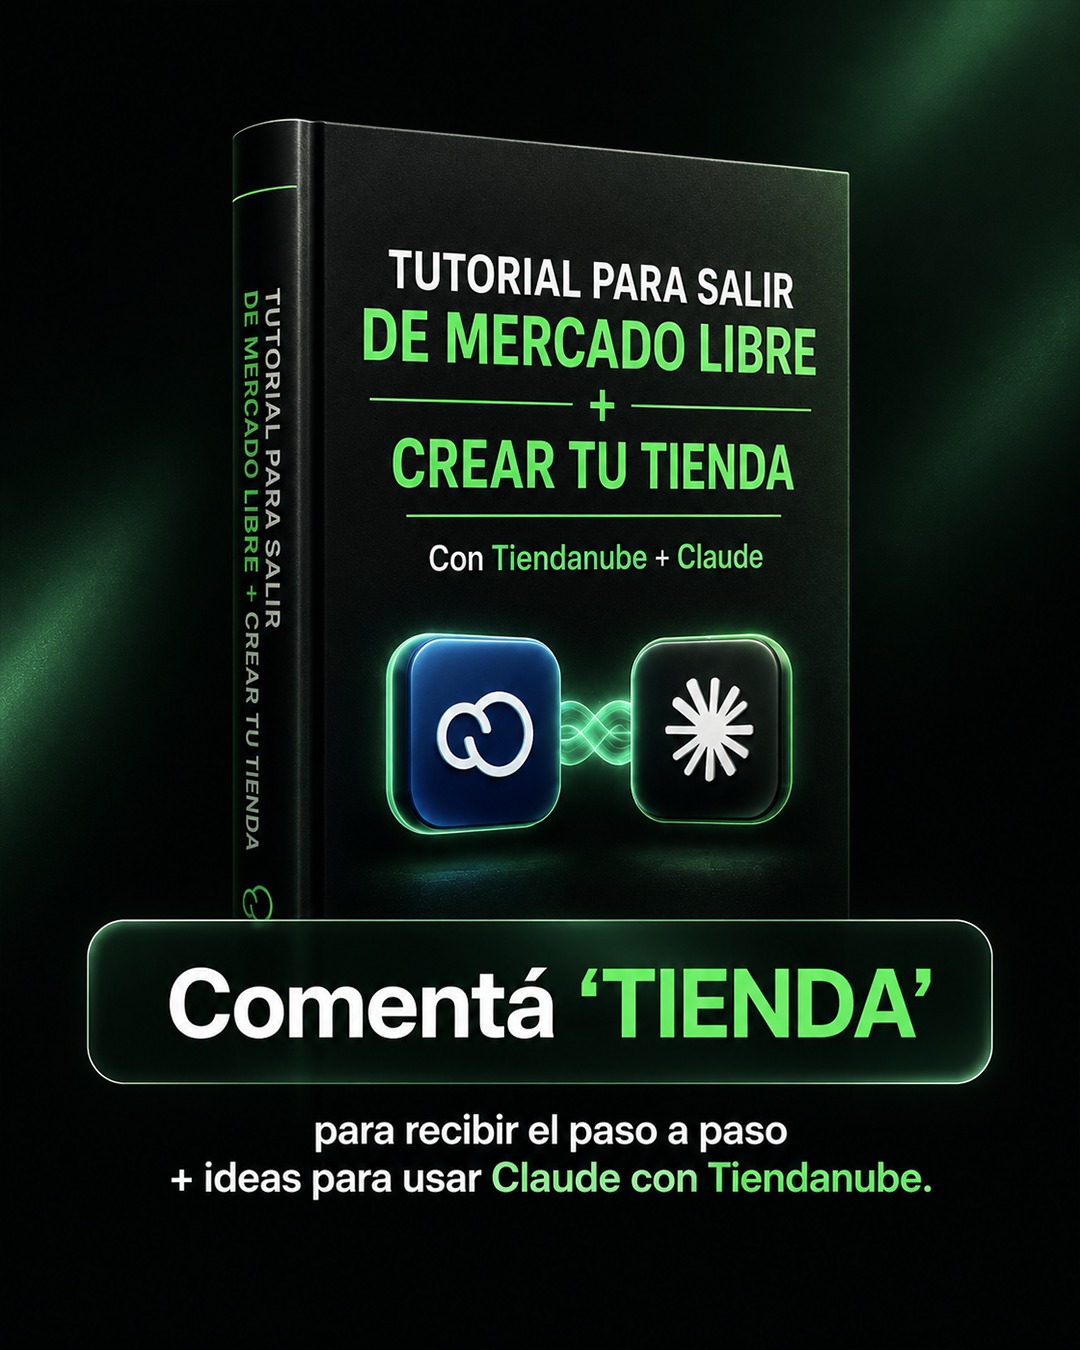 TUTORIAL PARA SALIR
DE MERCADO LIBRE + CREAR TU TIENDA
TUTORIAL PARA SALIR
DE MERCADO LIBRE
+
CREAR TU TIENDA
Con Tiendanube + Claude
Comentá ‘TIENDA’
para recibir el paso a paso
+ ideas para usar Claude con Tiendanube.